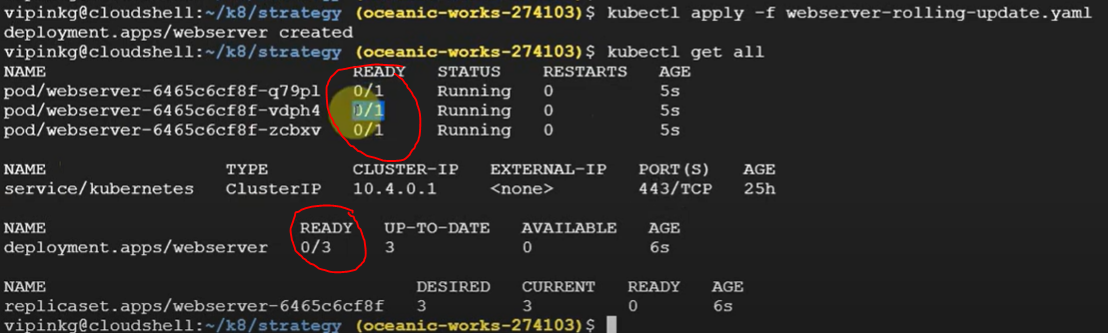 vipinkg@cloudshell:~/k8/strategy (oceanic-works-274103)$ kubectl apply -f webserver-rolling-update.yaml
deployment.apps/webserver created
vipinkg@cloudshell:~/k8/strategy (oceanic-works-274103)$ kubectl get all
NAME READY STATUS RESTARTS AGE
pod/webserver-6465c6cf8f-q79pl 0/1 Running 0 5s
pod/webserver-6465c6cf8f-vdph4 0/1 Running 0 5s
pod/webserver-6465c6cf8f-zcbxv 0/1 Running 0 5s
NAME TYPE CLUSTER-IP EXTERNAL-IP PORT(S) AGE
service/kubernetes ClusterIP 10.4.0.1 <none> 443/TCP 25h
NAME READY UP-TO-DATE AVAILABLE AGE
deployment.apps/webserver 0/3 3 0 6s
NAME DESIRED CURRENT READY AGE
replicaset.apps/webserver-6465c6cf8f 3 3 0 6s
vipinkg@cloudshell:~/k8/strategy (oceanic-works-274103)$